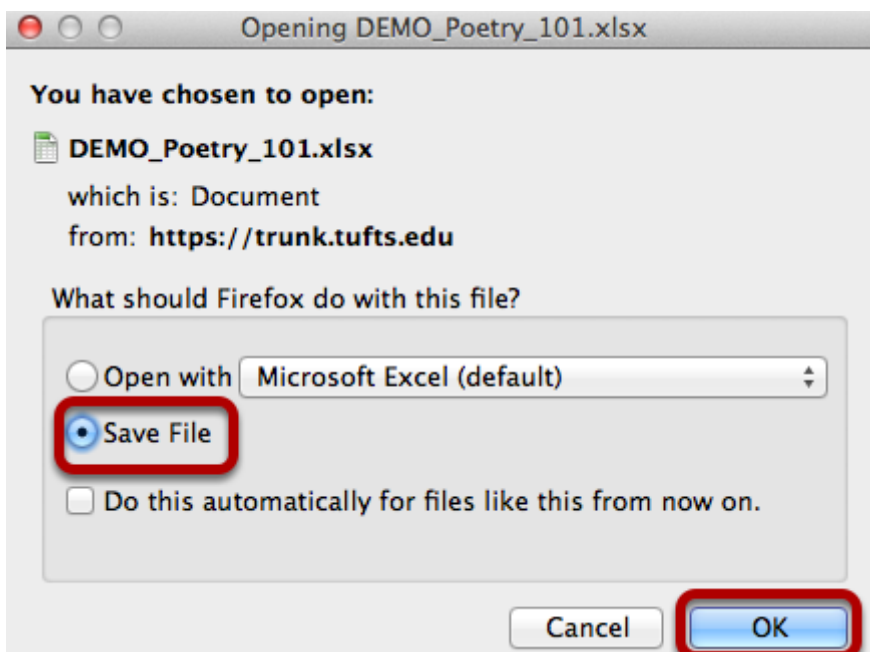 Opening DEMO_Poetry_101.xlsx
You have chosen to open:
DEMO_Poetry_101.xlsx
which is: Document
from: https://trunk.tufts.edu
What should Firefox do with this file?
Open with Microsoft Excel (default)
Save File
Do this automatically for files like this from now on.
Cancel OK